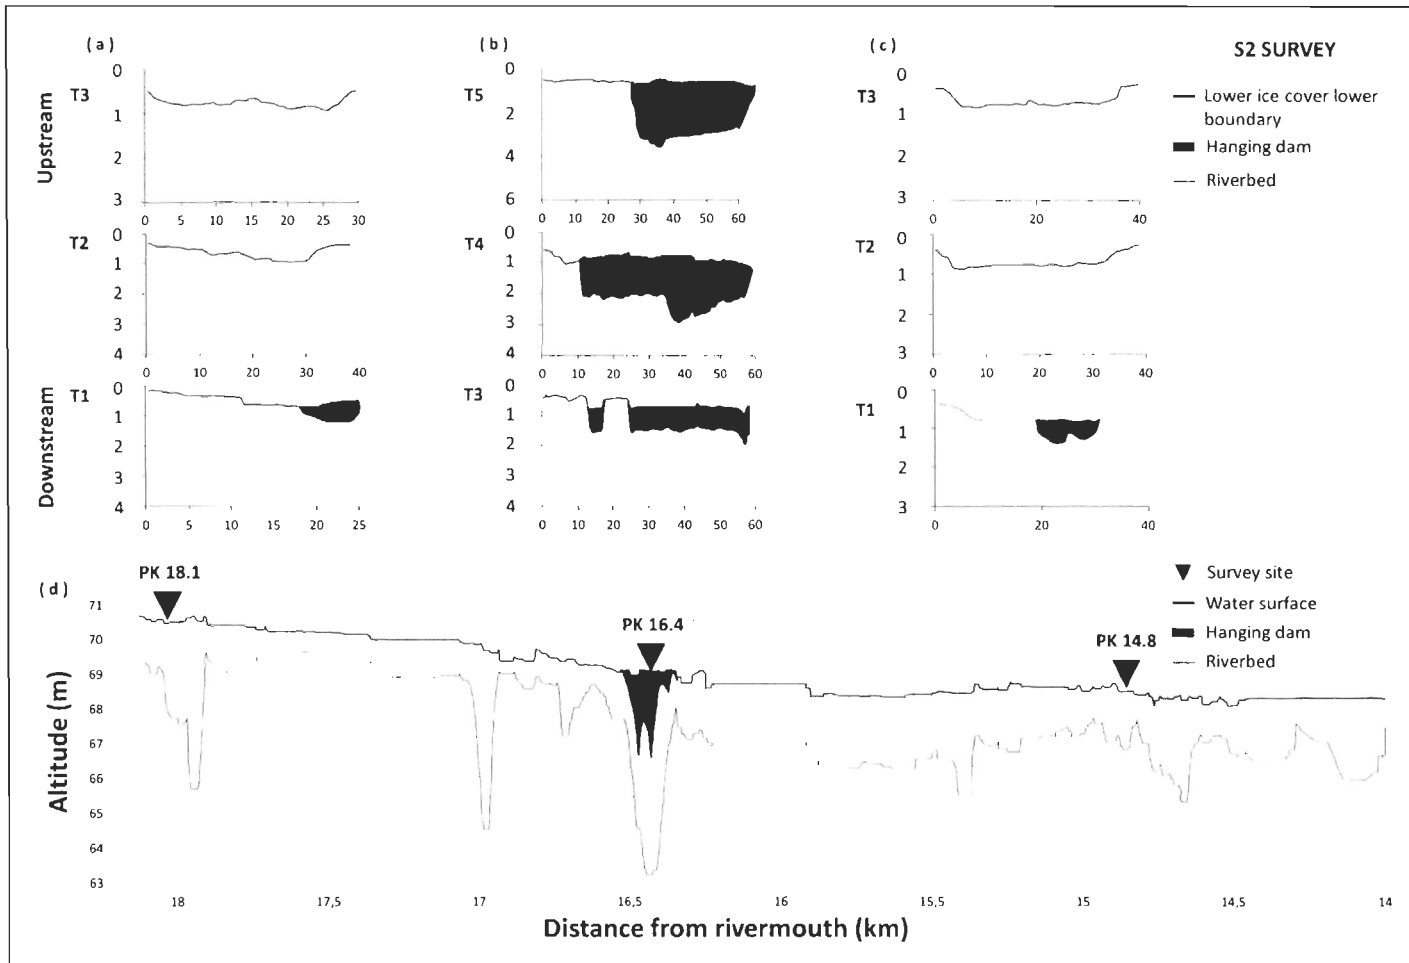 ( a )
( b )
( c )
S2 SURVEY
Upstream
T3
0
1
2
3
0 5 10 15 20 25 30
T5
0
2
4
6
0 10 20 30 40 50 60
T3
0
1
2
3
0 20 40
Lower ice cover lower
boundary
Hanging dam
Riverbed
T2
0
1
2
3
4
0 10 20 30 40
T4
0
1
2
3
4
0 10 20 30 40 50 60
T2
0
1
2
3
0 20 40
Downstream
T1
0
1
2
3
4
0 5 10 15 20 25
T3
0
1
2
3
4
0 10 20 30 40 50 60
T1
0
1
2
3
0 20 40
( d )
PK 18.1
PK 16.4
PK 14.8
Survey site
Water surface
Hanging dam
Riverbed
Altitude (m)
71
70
69
68
67
66
65
64
63
18 17,5 17 16,5 16 15,5 15 14,5 14
Distance from rivermouth (km)